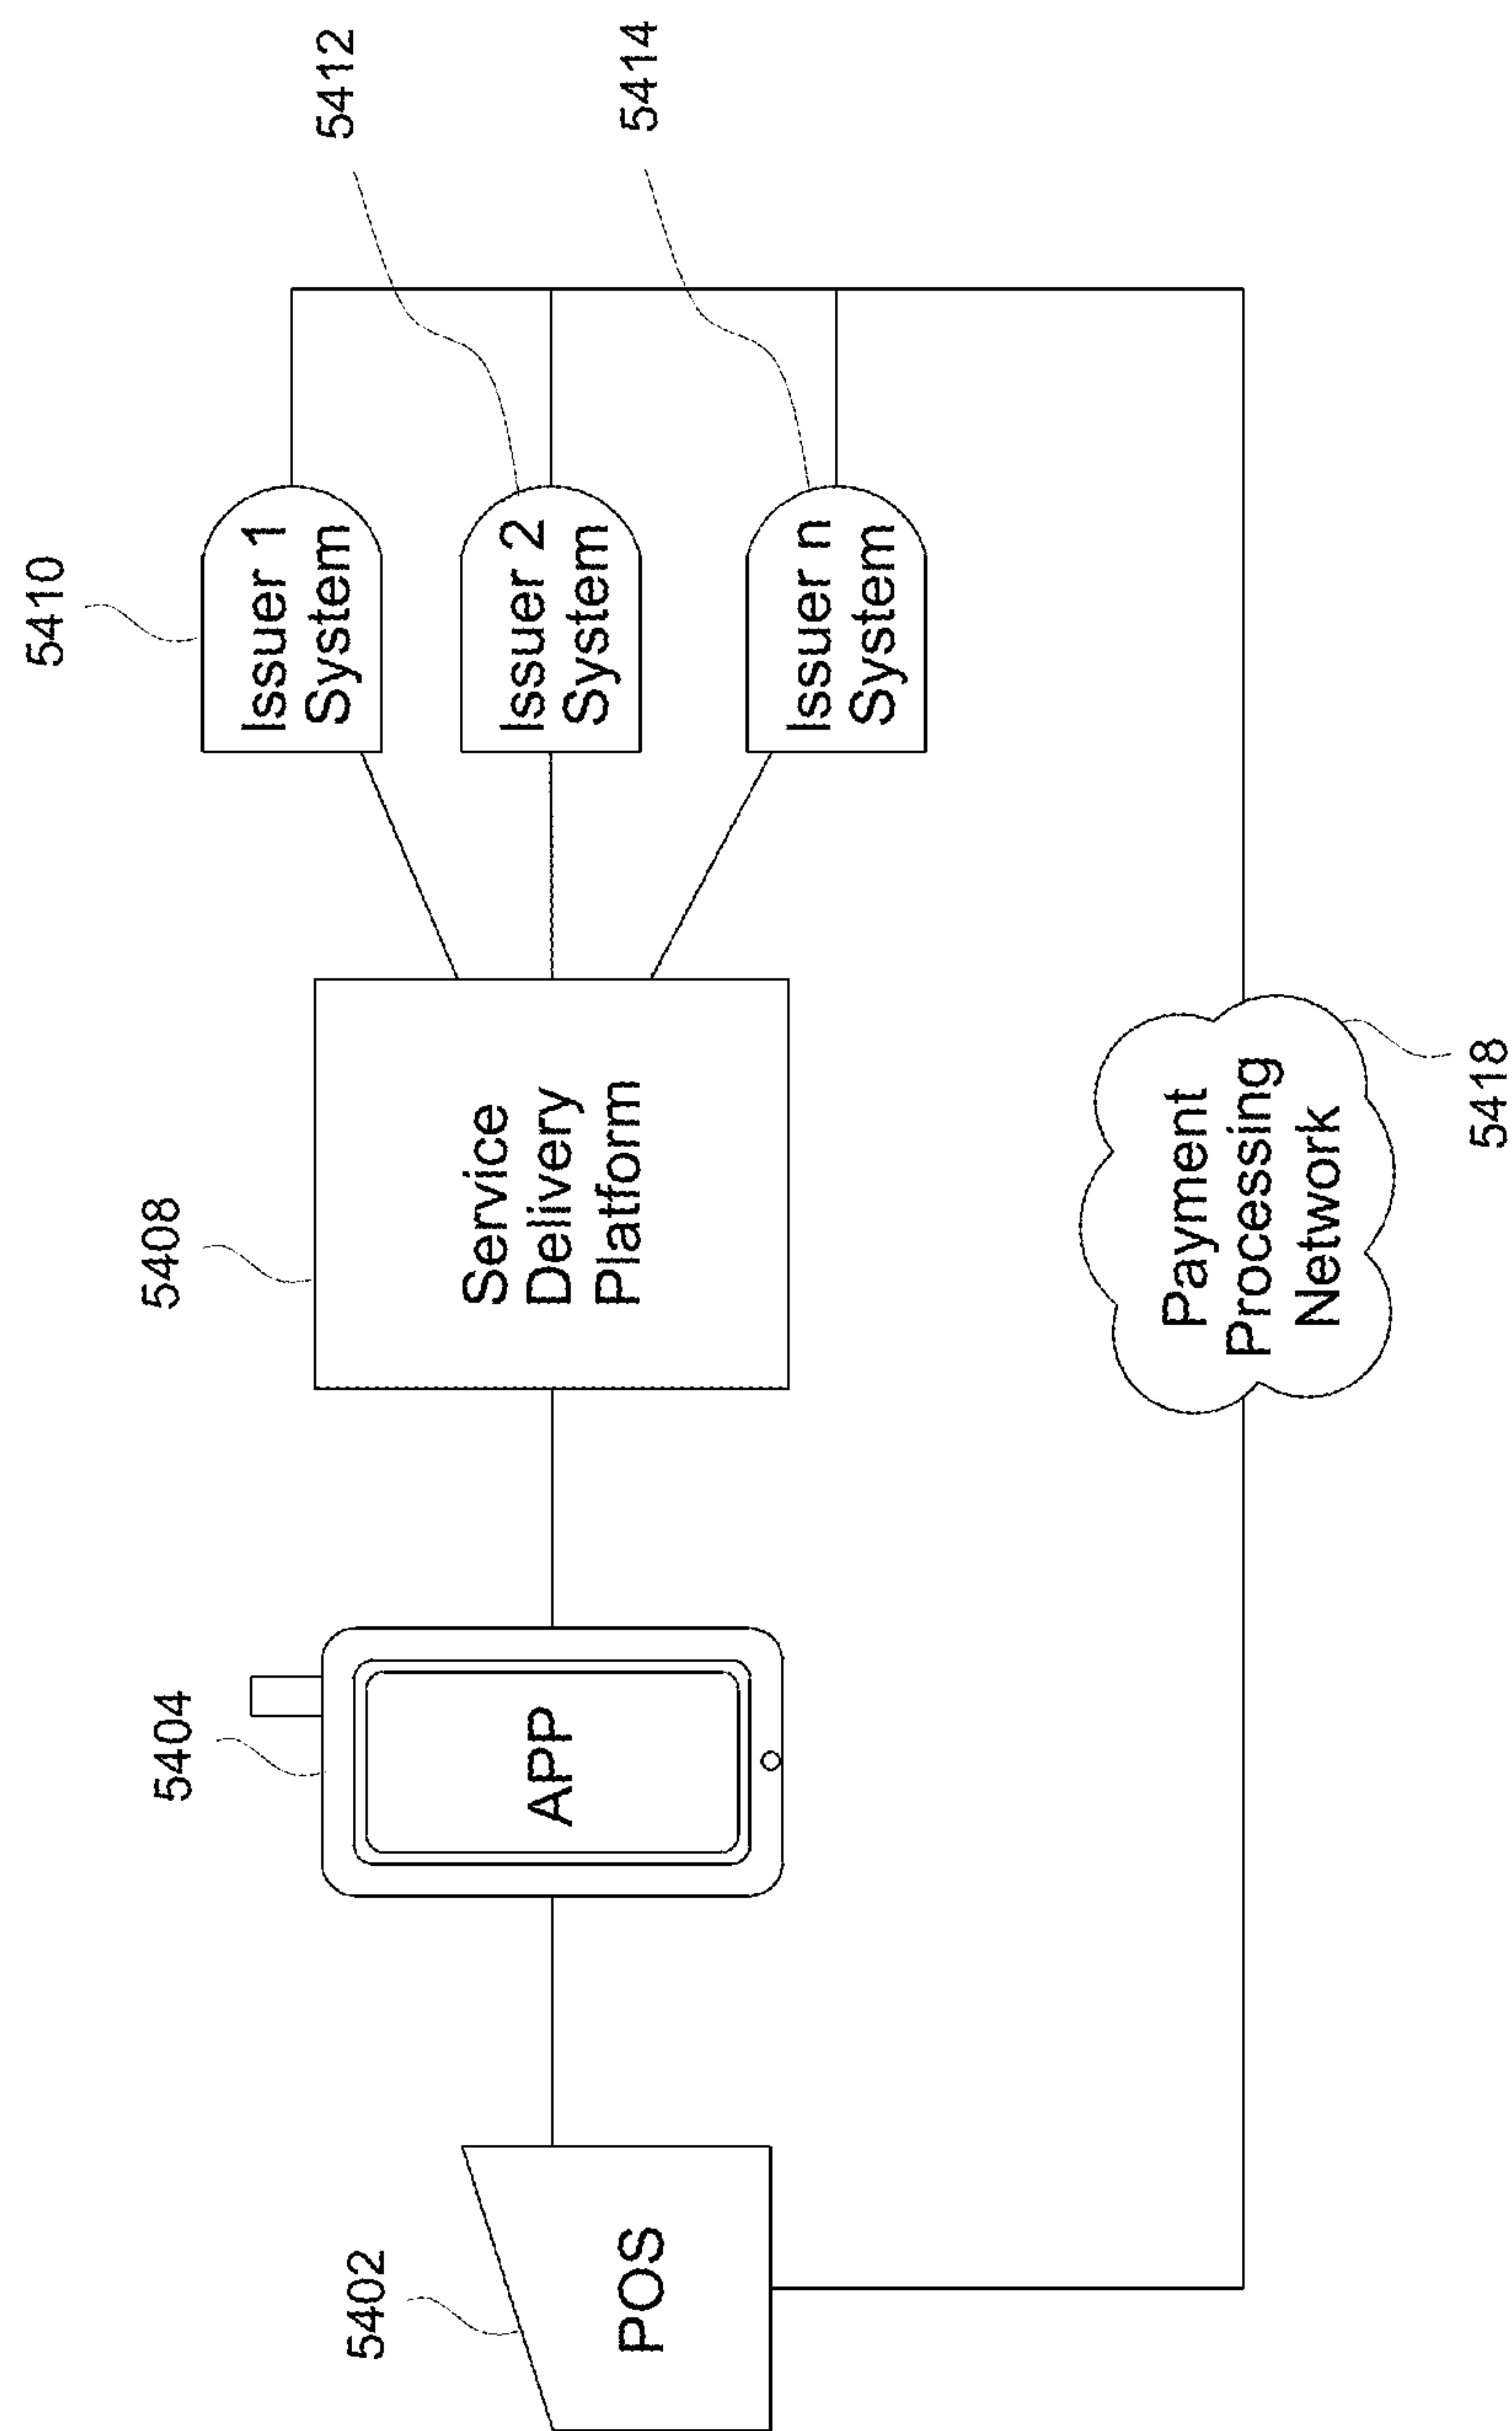 5410
5412
5414
Issuer 1
System
Issuer 2
System
Issuer n
System
5408
Service
Delivery
Platform
5404
APP
5402
POS
Payment
Processing
Network
5418